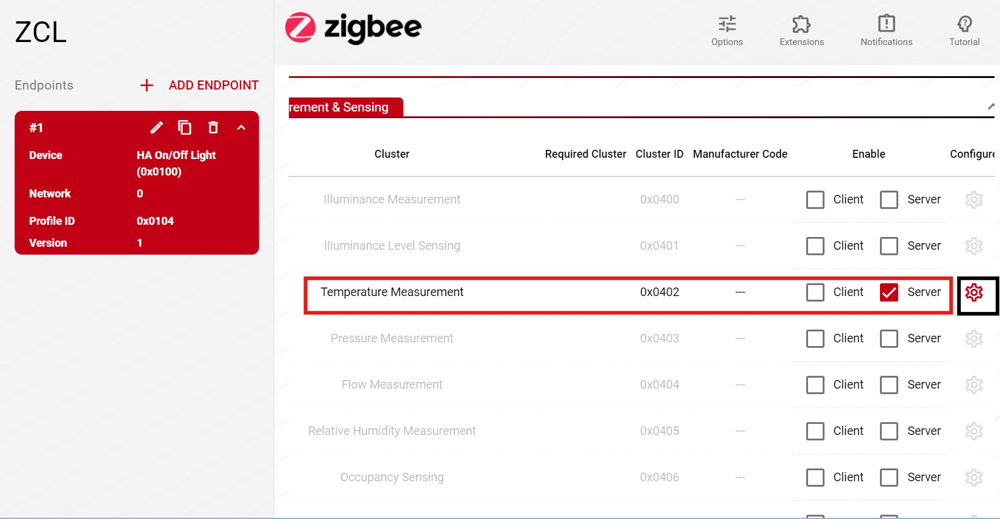 ZCL
zigbee
Options
Extensions
Notifications
Tutorial
Endpoints
ADD ENDPOINT
#1
Device HA On/Off Light
(0x0100)
Network 0
Profile ID 0x0104
Version 1
rement & Sensing
Cluster Required Cluster Cluster ID Manufacturer Code Enable Configure
Illuminance Measurement 0x0400 --- Client Server
Illuminance Level Sensing 0x0401 --- Client Server
Temperature Measurement 0x0402 --- Client Server
Pressure Measurement 0x0403 --- Client Server
Flow Measurement 0x0404 --- Client Server
Relative Humidity Measurement 0x0405 --- Client Server
Occupancy Sensing 0x0406 --- Client Server